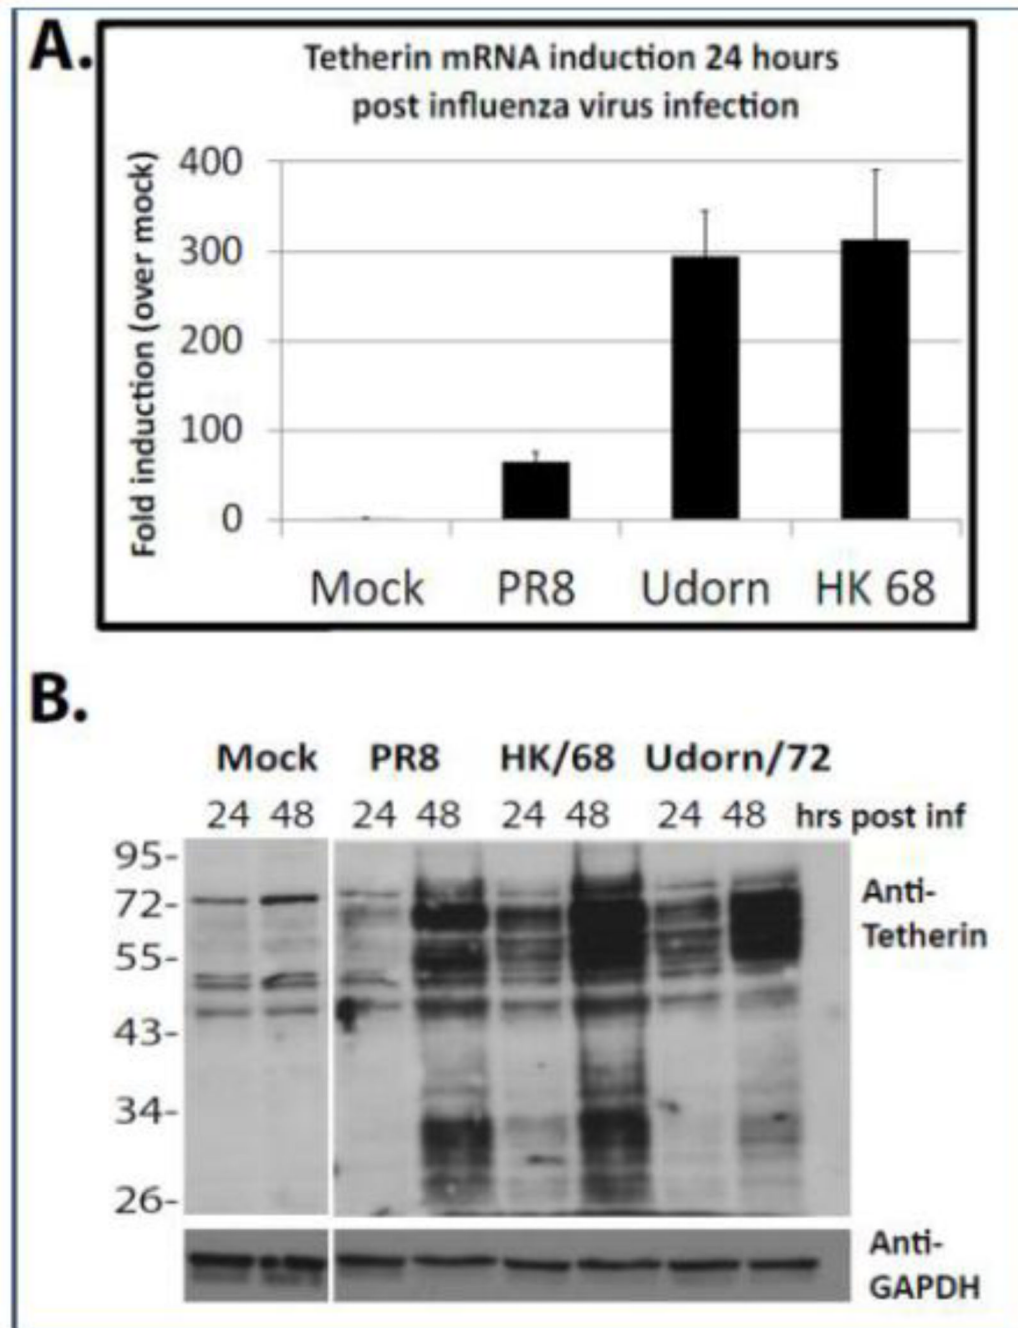 A.
Tetherin mRNA induction 24 hours
post influenza virus infection
Fold induction (over mock)
400
300
200
100
0
Mock PR8 Udorn HK 68
B.
Mock PR8 HK/68 Udorn/72
24 48 24 48 24 48 24 48 hrs post inf
95-
72-
55-
43-
34-
26-
Anti-
Tetherin
Anti-
GAPDH